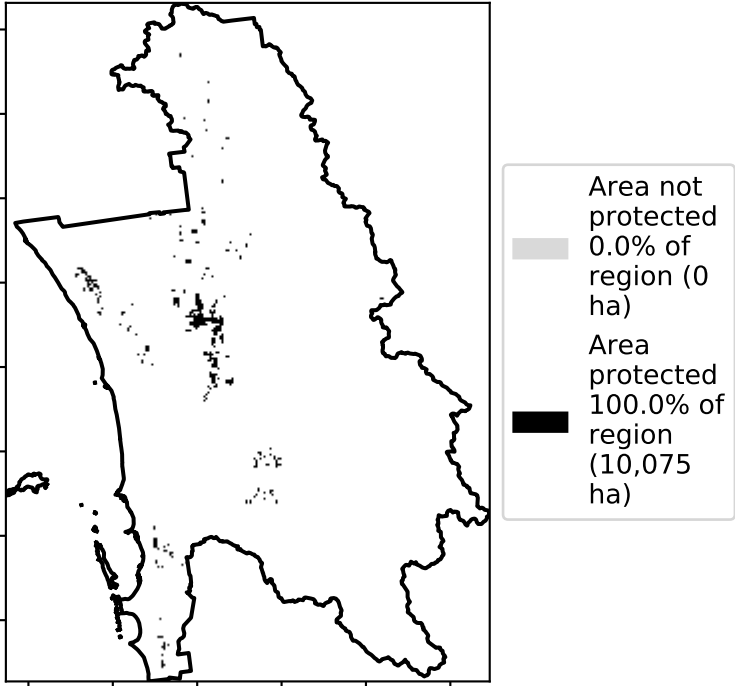 Area not
protected
0.0% of
region (0
ha)
Area
protected
100.0% of
region
(10,075
ha)